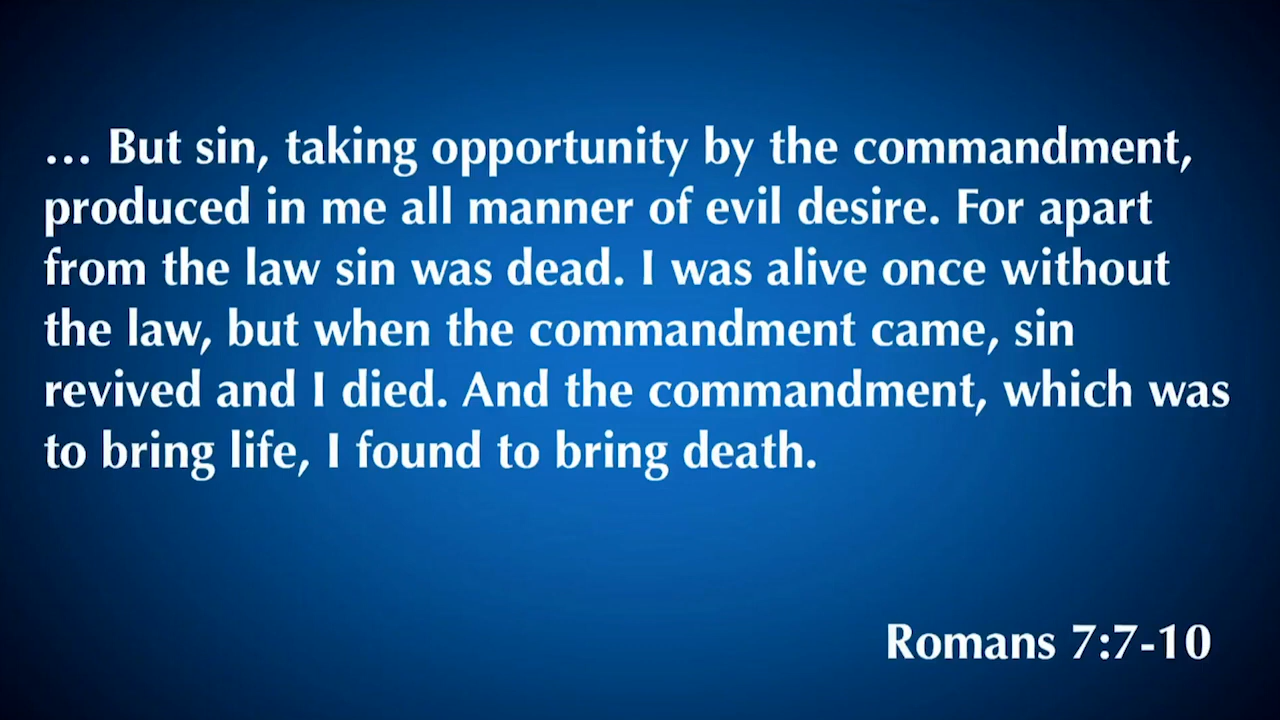 ... But sin, taking opportunity by the commandment,
produced in me all manner of evil desire. For apart
from the law sin was dead. I was alive once without
the law, but when the commandment came, sin
revived and I died. And the commandment, which was
to bring life, I found to bring death.
Romans 7:7-10